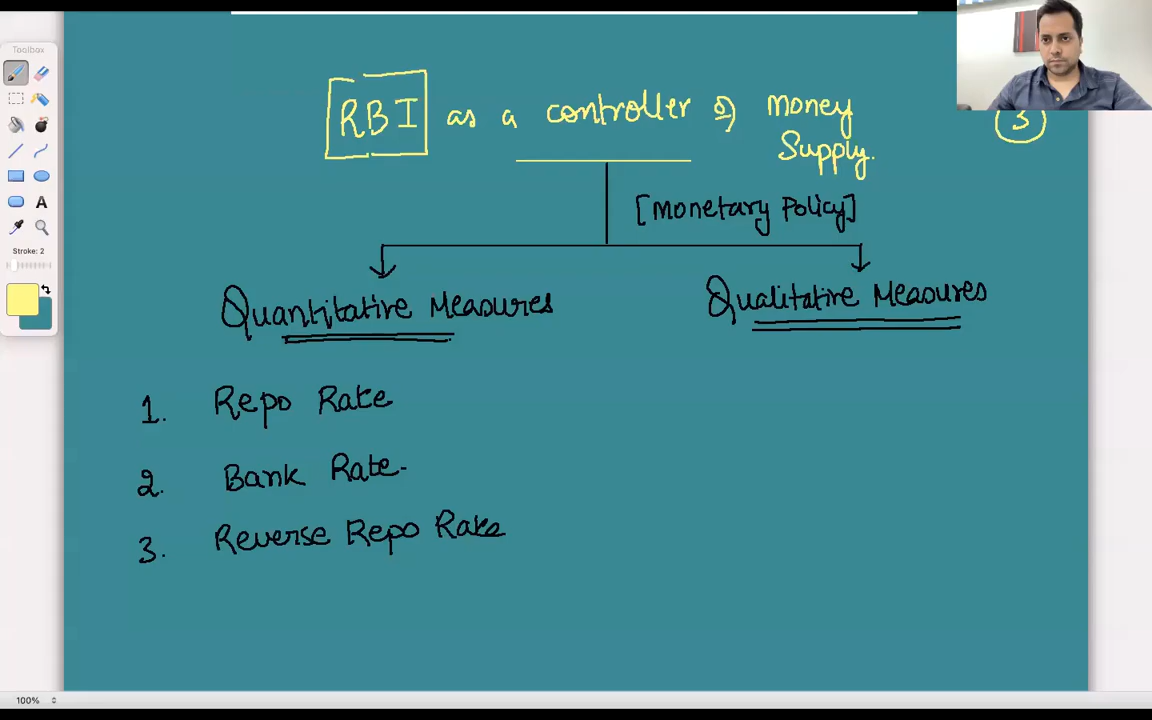 Toolbox
RBI as a controller of money
Supply.
3
[Monetary Policy]
Quantitative Measures
Qualitative Measures
1. Repo Rate
2. Bank Rate.
3. Reverse Repo Rate
A
Stroke: 2
100%